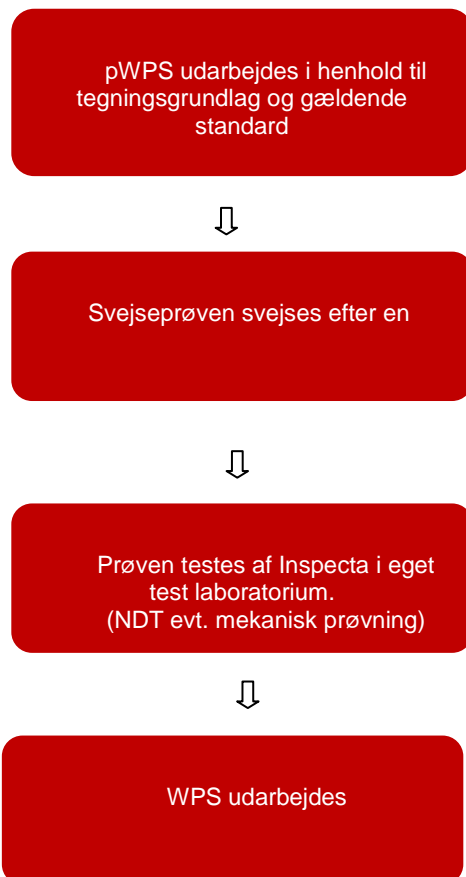 pWPS udarbejdes i henhold til
tegningsgrundlag og gældende
standard
Svejseprøven svejses efter en
Prøven testes af Inspecta i eget
test laboratorium.
(NDT evt. mekanisk prøvning)
WPS udarbejdes